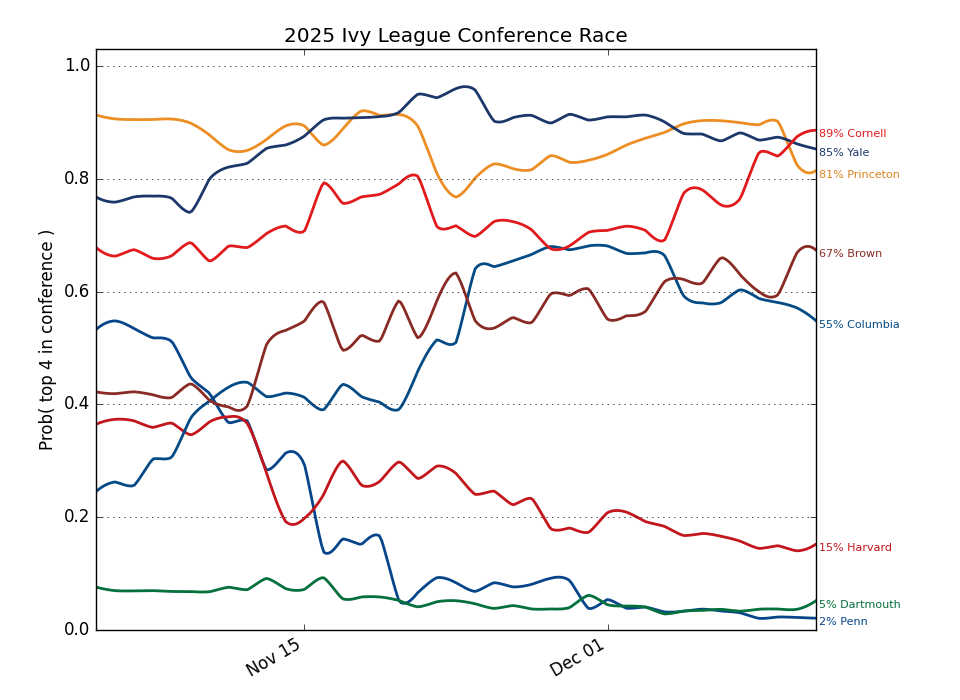 2025 Ivy League Conference Race
Prob( top 4 in conference )
1.0
0.8
0.6
0.4
0.2
0.0
Nov 15
Dec 01
89% Cornell
85% Yale
81% Princeton
67% Brown
55% Columbia
15% Harvard
5% Dartmouth
2% Penn